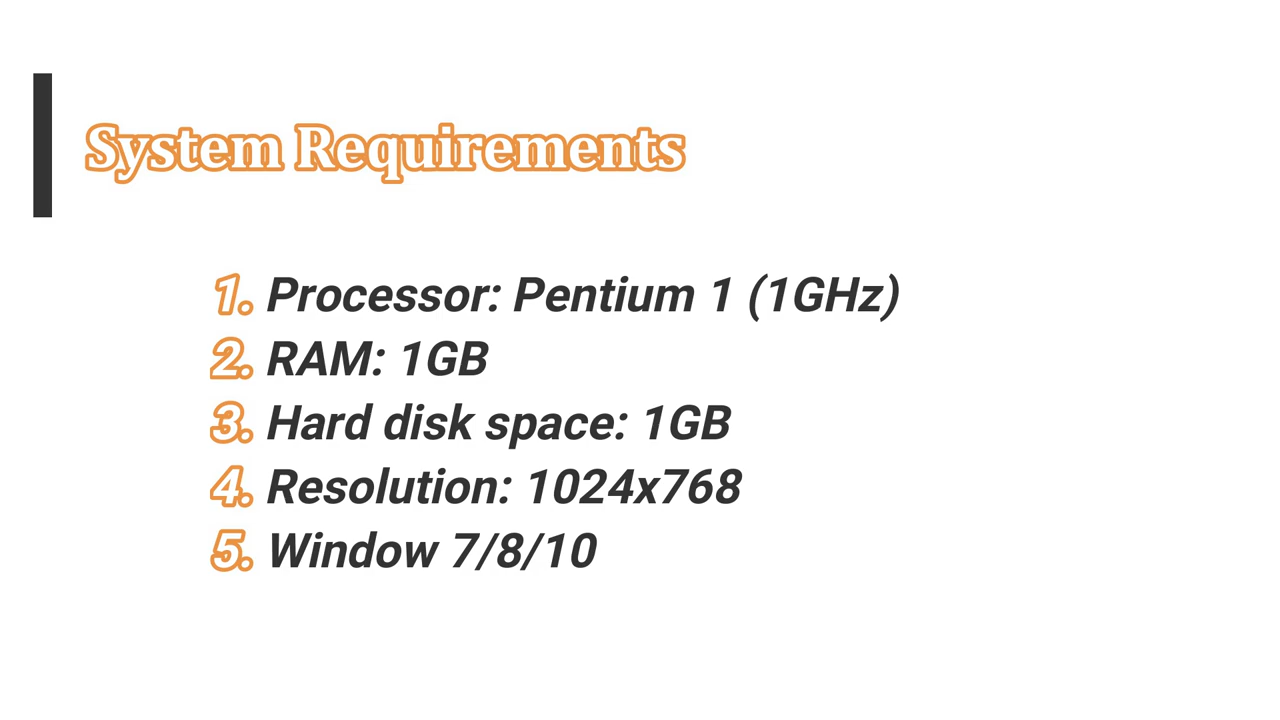 System Requirements
1. Processor: Pentium 1 (1GHz)
2. RAM: 1GB
3. Hard disk space: 1GB
4. Resolution: 1024x768
5. Window 7/8/10